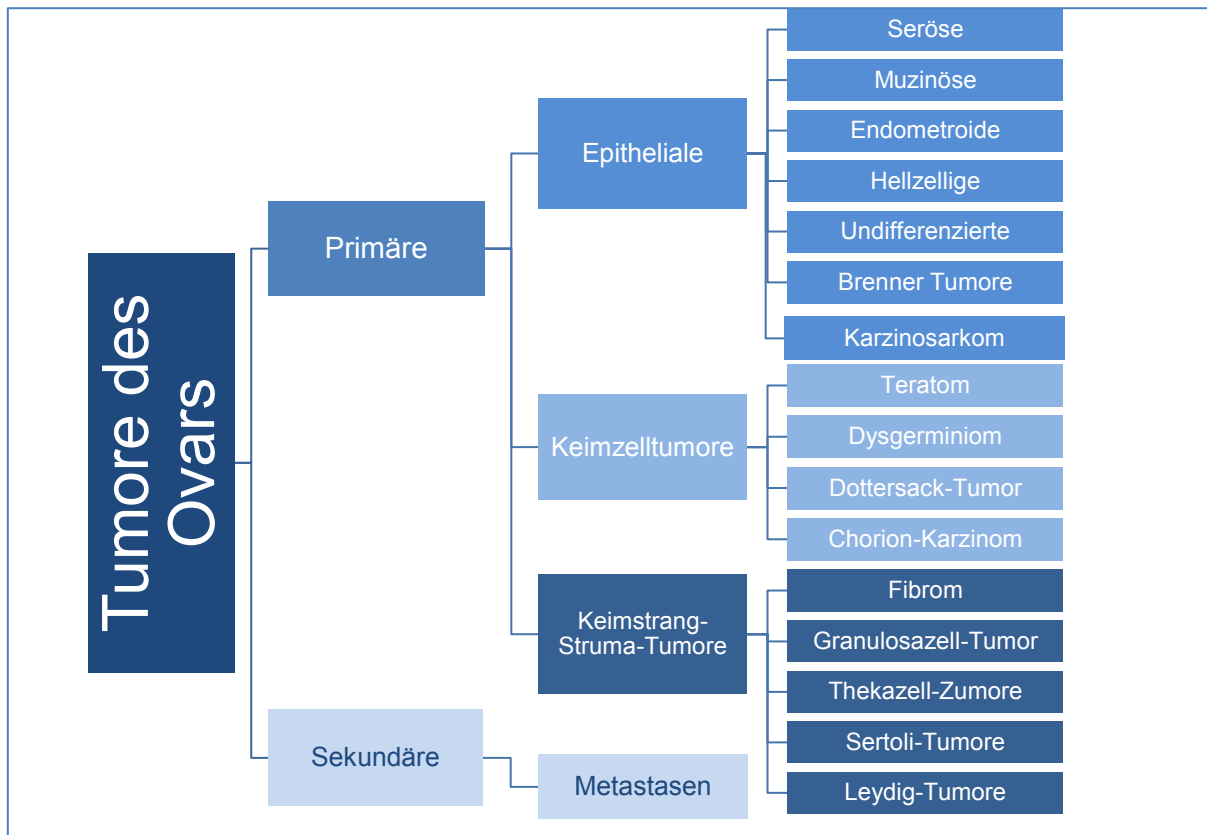 Tumore des
Ovars
Primäre
Epitheliale
Seröse
Muzinöse
Endometroide
Hellzellige
Undifferenzierte
Brenner Tumore
Karzinosarkom
Keimzelltumore
Teratom
Dysgerminiom
Dottersack-Tumor
Chorion-Karzinom
Keimstrang-
Struma-Tumore
Fibrom
Granulosazell-Tumor
Thekazell-Zumore
Sertoli-Tumore
Leydig-Tumore
Sekundäre
Metastasen